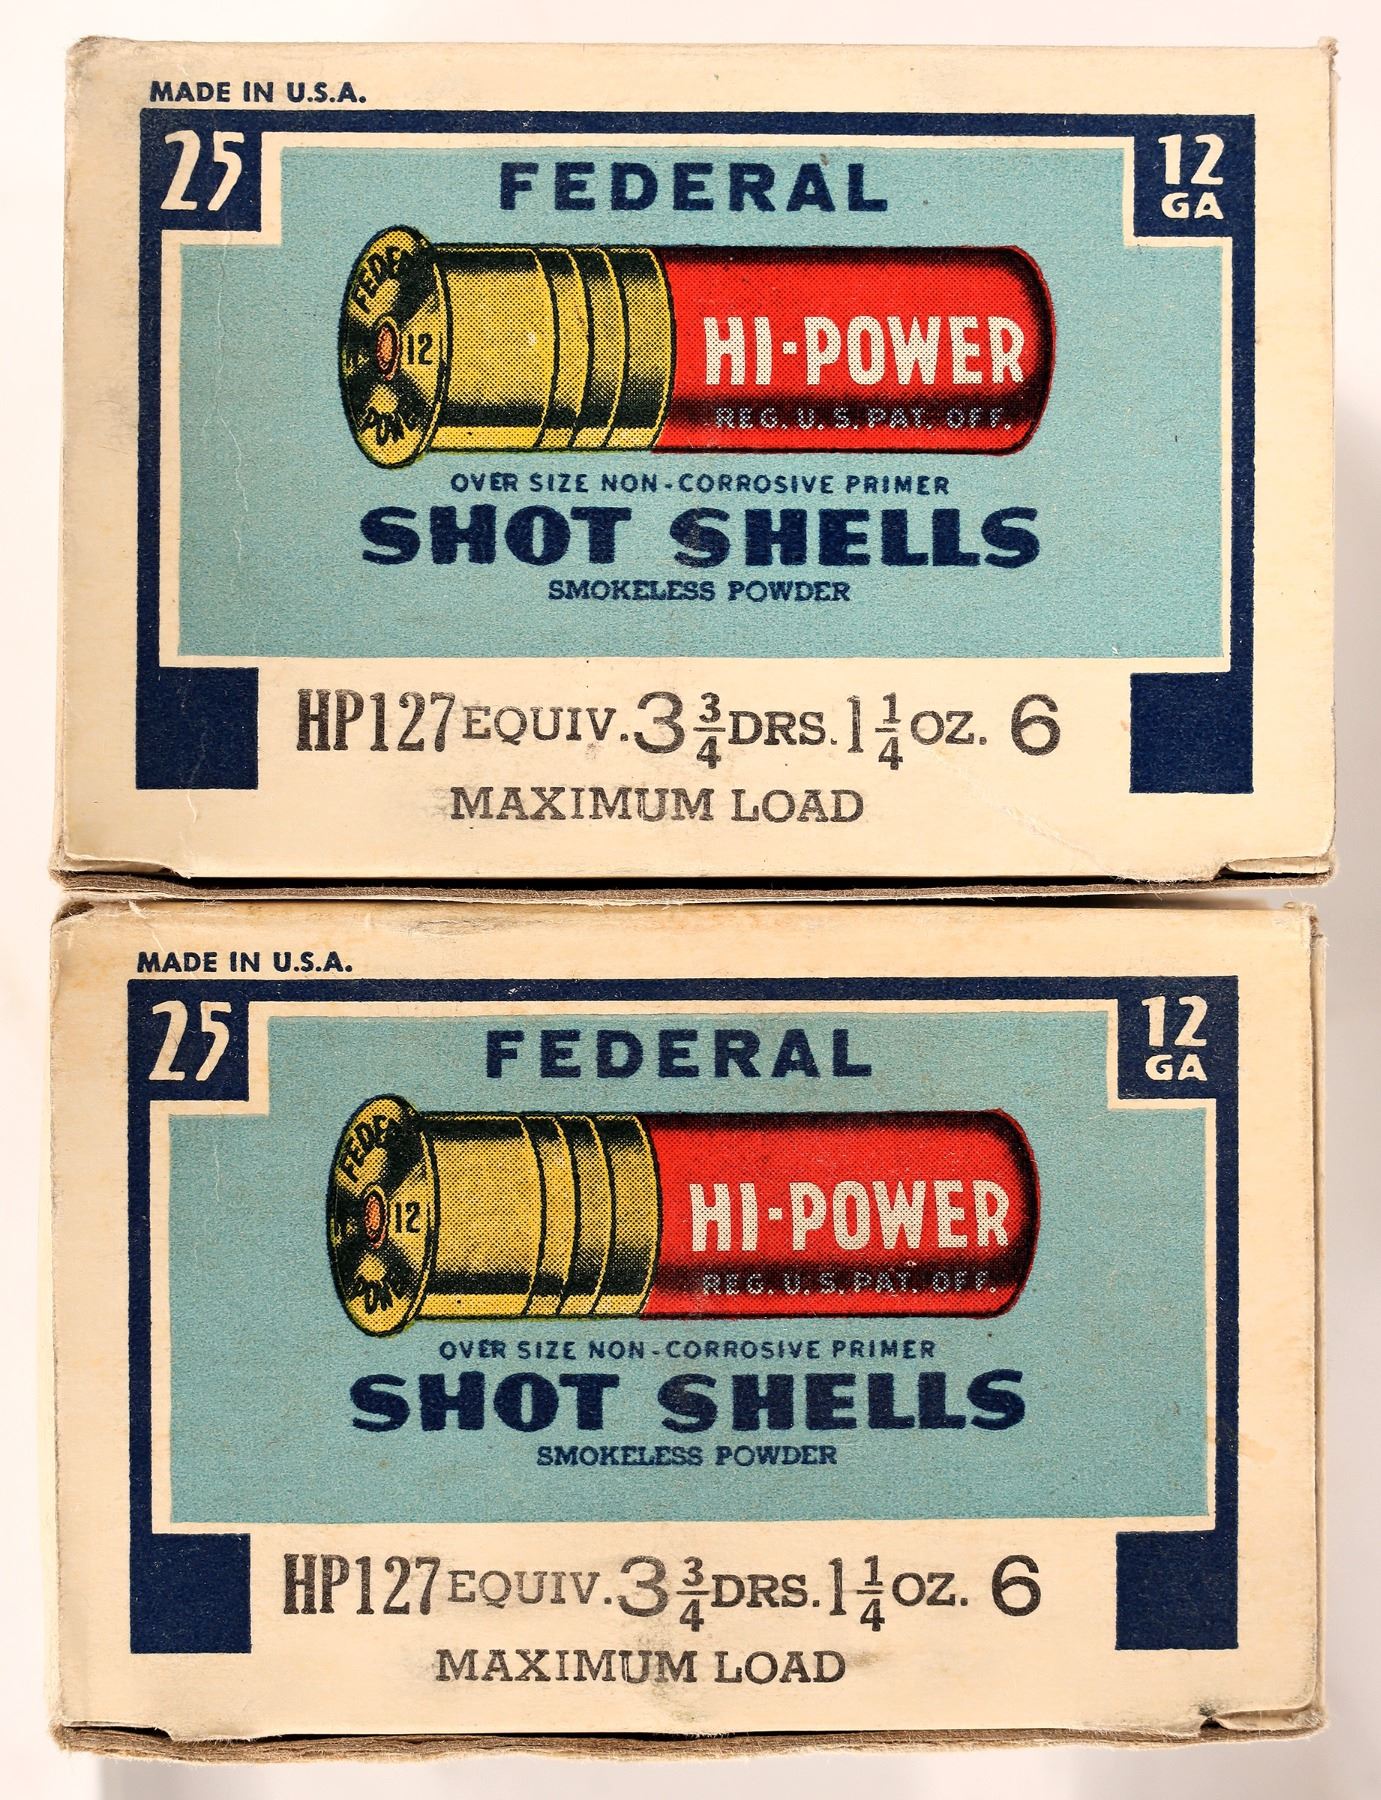 MADE IN U.S.A.
25
12
GA
FEDERAL
12
HI-POWER
REG. U. S. PAT. OFF.
OVER SIZE NON-CORROSIVE PRIMER
SHOT SHELLS
SMOKELESS POWDER
HP127 EQUIV. 3 3/4 DRS. 1 1/4 OZ. 6
MAXIMUM LOAD
MADE IN U.S.A.
25
12
GA
FEDERAL
12
HI-POWER
REG. U. S. PAT. OFF.
OVER SIZE NON-CORROSIVE PRIMER
SHOT SHELLS
SMOKELESS POWDER
HP127 EQUIV. 3 3/4 DRS. 1 1/4 OZ. 6
MAXIMUM LOAD